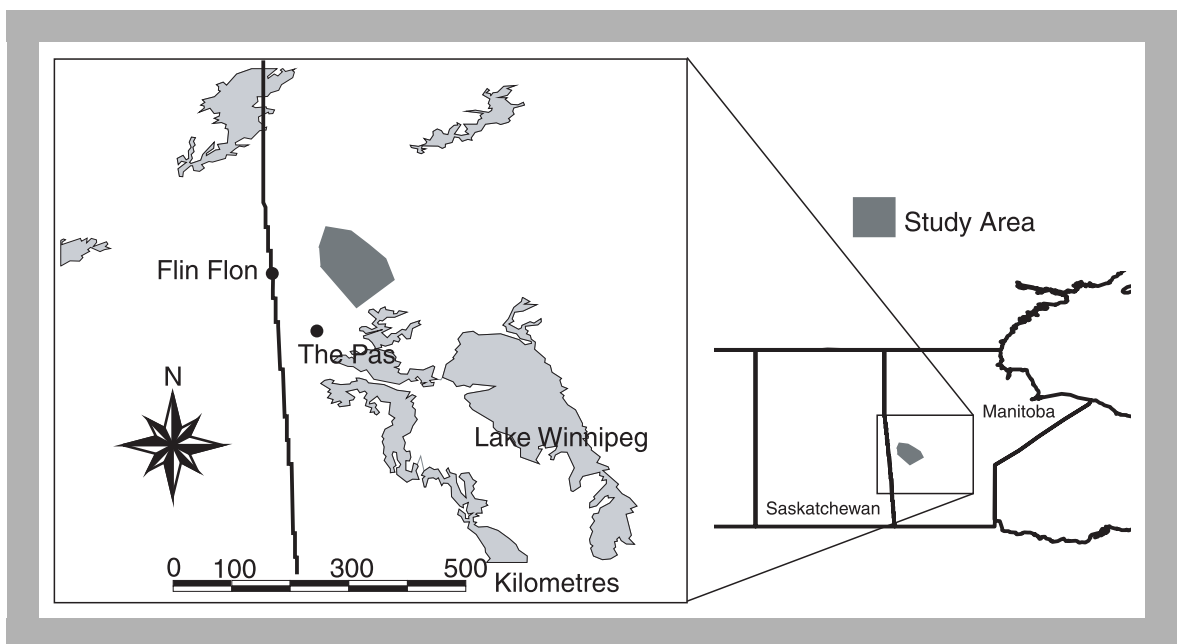 Flin Flon
The Pas
N
Lake Winnipeg
0 100 300 500
Kilometres
Study Area
Manitoba
Saskatchewan